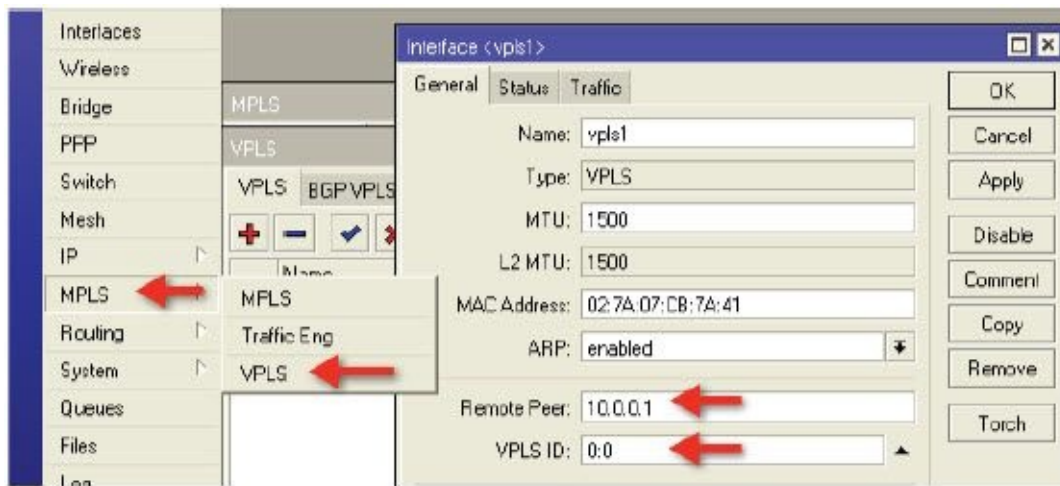 Interfaces
Wireless
Bridge
PPP
Switch
Mesh
IP
MPLS
Routing
System
Queues
Files
Log
MPLS
VPLS
VPLS BGP VPLS
Name
MPLS
Traffic Eng
VPLS
Interface <vpls1>
General Status Traffic
Name: vpls1
Type: VPLS
MTU: 1500
L2 MTU: 1500
MAC Address: 02:7A:07:CB:7A:41
ARP: enabled
Remote Peer: 10.0.0.1
VPLS ID: 0:0
OK
Cancel
Apply
Disable
Comment
Copy
Remove
Torch